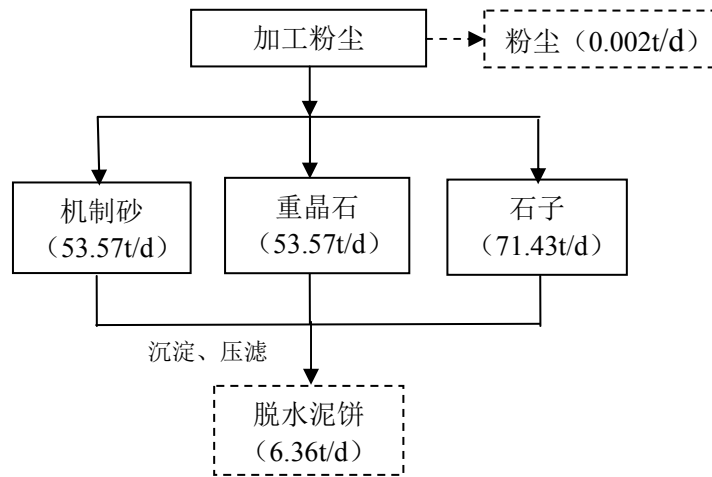 加工粉尘
粉尘（0.002t/d）
机制砂
（53.57t/d）
重晶石
（53.57t/d）
石子
（71.43t/d）
沉淀、压滤
脱水泥饼
（6.36t/d）